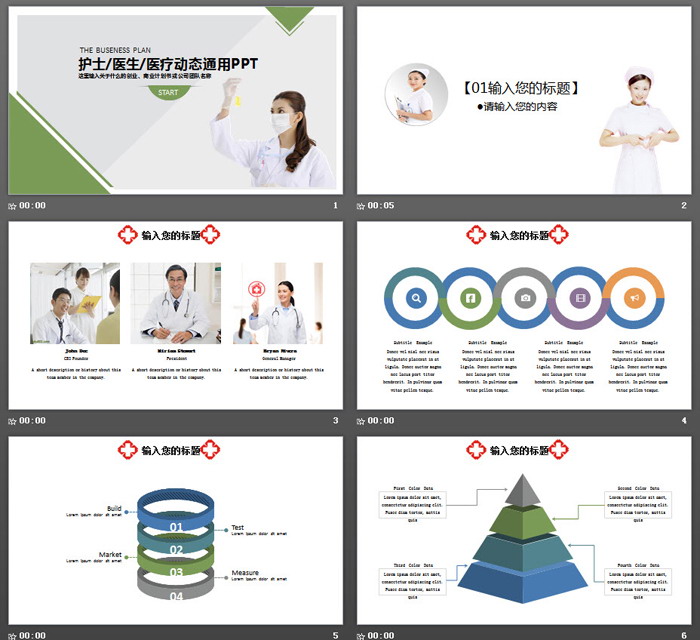 THE BUSENESS PLAN
护士/医生/医疗动态通用PPT
这里输入关于什么的创业、商业计划书或公司团队名称
START
00:00
1
【01输入您的标题】
●请输入您的内容
00:05
2
输入您的标题
John Doe
CEO Founder
A short description or history about this
team member in the company.
Mirian Stewart
President
A short description or history about this
team member in the company.
Bryan Moura
General Manager
A short description or history about this
team member in the company.
00:00
3
输入您的标题
Subtitle Example
Donec vel nisl nec risus
vulputate placerat in ut
ligula. Donec auctor magna
nec lacus port titor
hendrerit. In pulvinar quam
vitae pellen tesque.
Subtitle Example
Donec vel nisl nec risus
vulputate placerat in ut
ligula. Donec auctor magna
nec lacus port titor
hendrerit. In pulvinar quam
vitae pellen tesque.
Subtitle Example
Donec vel nisl nec risus
vulputate placerat in ut
ligula. Donec auctor magna
nec lacus port titor
hendrerit. In pulvinar quam
vitae pellen tesque.
Subtitle Example
Donec vel nisl nec risus
vulputate placerat in ut
ligula. Donec auctor magna
nec lacus port titor
hendrerit. In pulvinar quam
vitae pellen tesque.
00:00
4
输入您的标题
Build
Lorem ipsum dolor sit amet
01
Test
Lorem ipsum dolor sit amet
02
Market
Lorem ipsum dolor sit amet
03
Measure
Lorem ipsum dolor sit amet
04
00:00
5
输入您的标题
First Color Data
Lorem ipsum dolor sit amet,
consectetur adipiscing elit.
Fusce diam tortor, mattis
quis
Second Color Data
Lorem ipsum dolor sit amet,
consectetur adipiscing elit.
Fusce diam tortor, mattis
quis
Third Color Data
Lorem ipsum dolor sit amet,
consectetur adipiscing elit.
Fusce diam tortor, mattis
quis
Fourth Color Data
Lorem ipsum dolor sit amet,
consectetur adipiscing elit.
Fusce diam tortor, mattis
quis
00:00
6